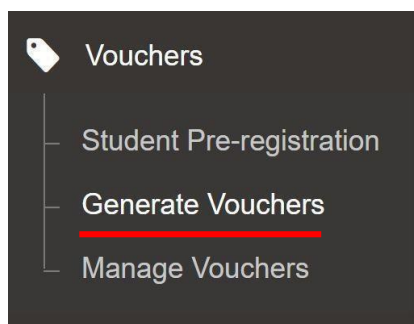 Vouchers
Student Pre-registration
Generate Vouchers
Manage Vouchers